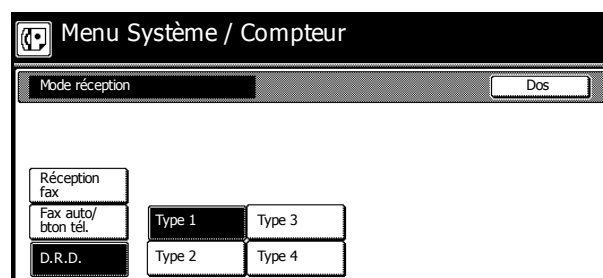 Menu Système / Compteur
Mode réception
Dos
Réception
fax
Fax auto/
bton tél.
Type 1
Type 3
D.R.D.
Type 2
Type 4